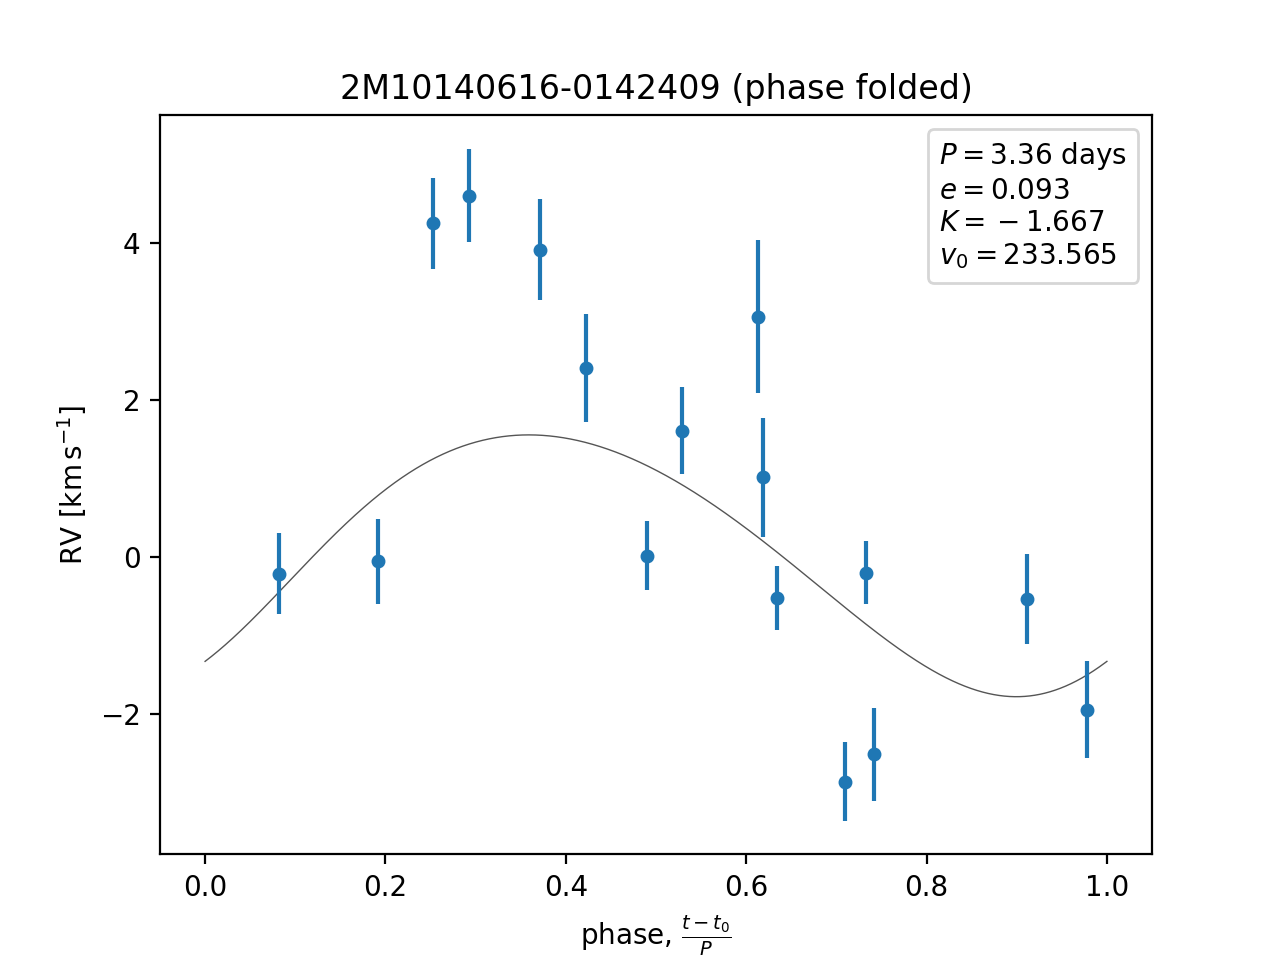 2M10140616-0142409 (phase folded)
P = 3.36 days
e = 0.093
K = −1.667
v₀ = 233.565
4
2
0
−2
RV [km s⁻¹]
0.0 0.2 0.4 0.6 0.8 1.0
phase, (t − t₀)/P